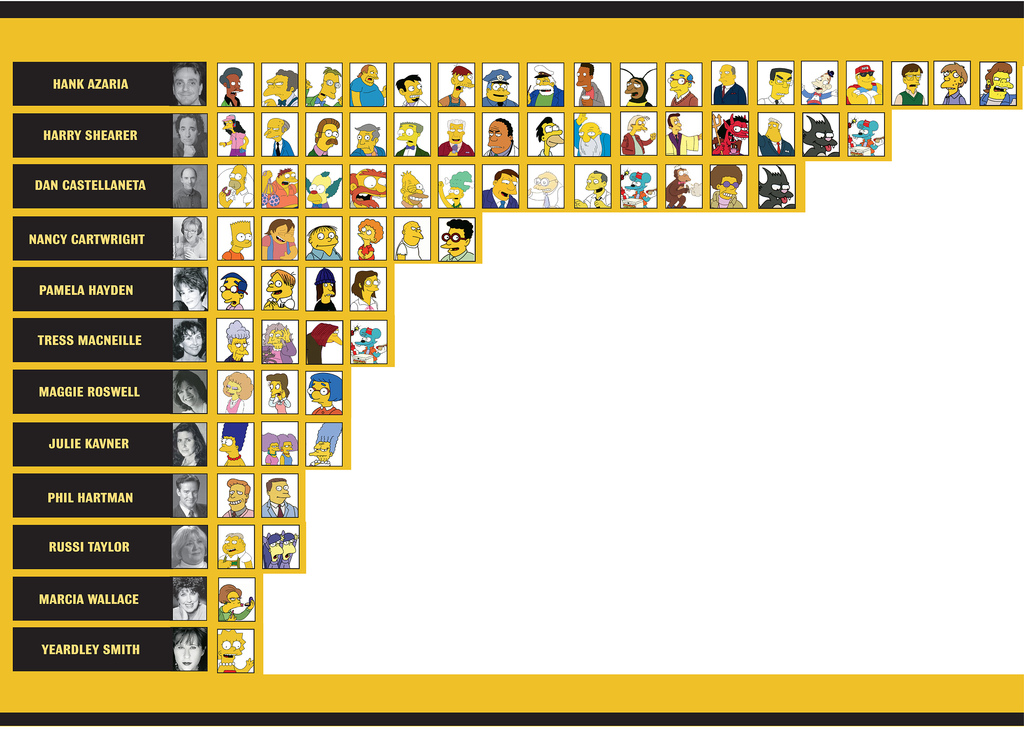 HANK AZARIA
HARRY SHEARER
DAN CASTELLANETA
NANCY CARTWRIGHT
PAMELA HAYDEN
TRESS MACNEILLE
MAGGIE ROSWELL
JULIE KAVNER
PHIL HARTMAN
RUSSI TAYLOR
MARCIA WALLACE
YEARDLEY SMITH